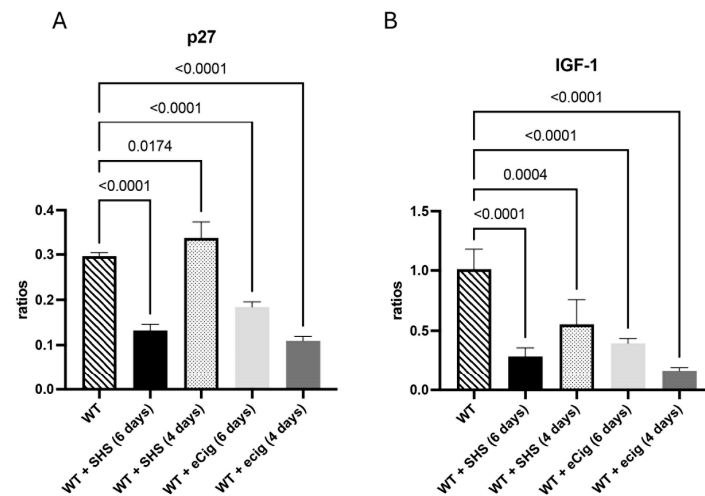 A
p27
<0.0001
<0.0001
0.0174
<0.0001
0.4
0.3
0.2
0.1
0.0
ratios
WT
WT + SHS (6 days)
WT + SHS (4 days)
WT + eCig (6 days)
WT + ecig (4 days)
B
IGF-1
<0.0001
<0.0001
0.0004
<0.0001
1.5
1.0
0.5
0.0
ratios
WT
WT + SHS (6 days)
WT + SHS (4 days)
WT + eCig (6 days)
WT + ecig (4 days)